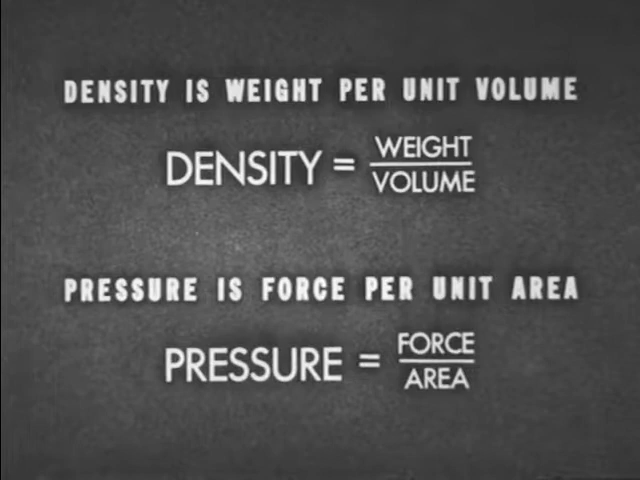 DENSITY IS WEIGHT PER UNIT VOLUME
DENSITY = WEIGHT
VOLUME
PRESSURE IS FORCE PER UNIT AREA
PRESSURE = FORCE
AREA